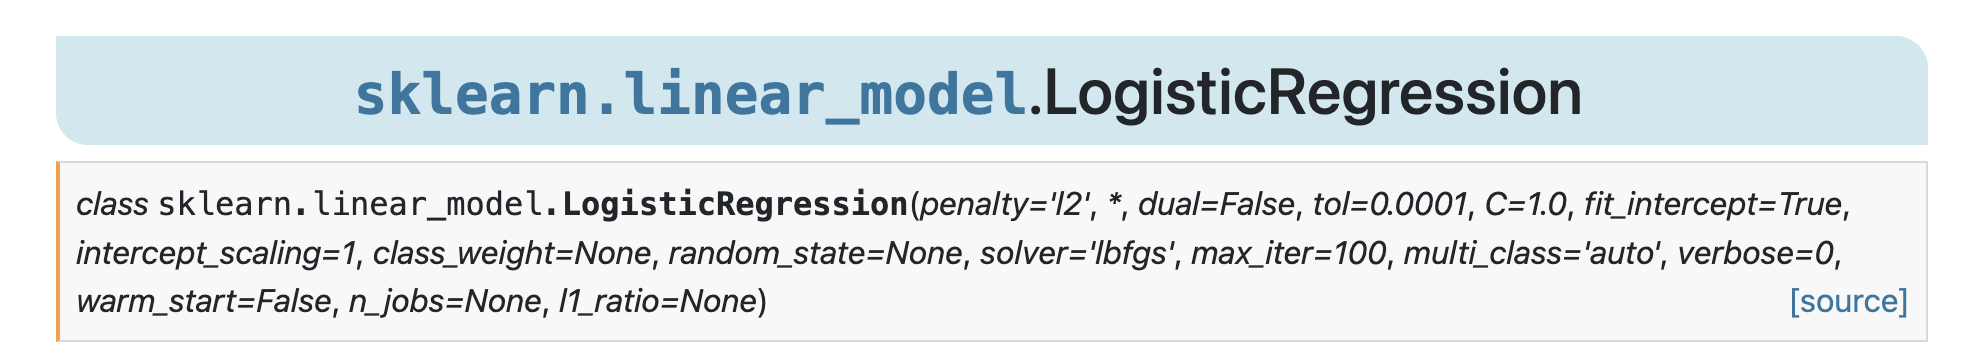 sklearn.linear_model.LogisticRegression
class sklearn.linear_model.LogisticRegression(penalty='l2', *, dual=False, tol=0.0001, C=1.0, fit_intercept=True,
intercept_scaling=1, class_weight=None, random_state=None, solver='lbfgs', max_iter=100, multi_class='auto', verbose=0,
warm_start=False, n_jobs=None, l1_ratio=None) [source]